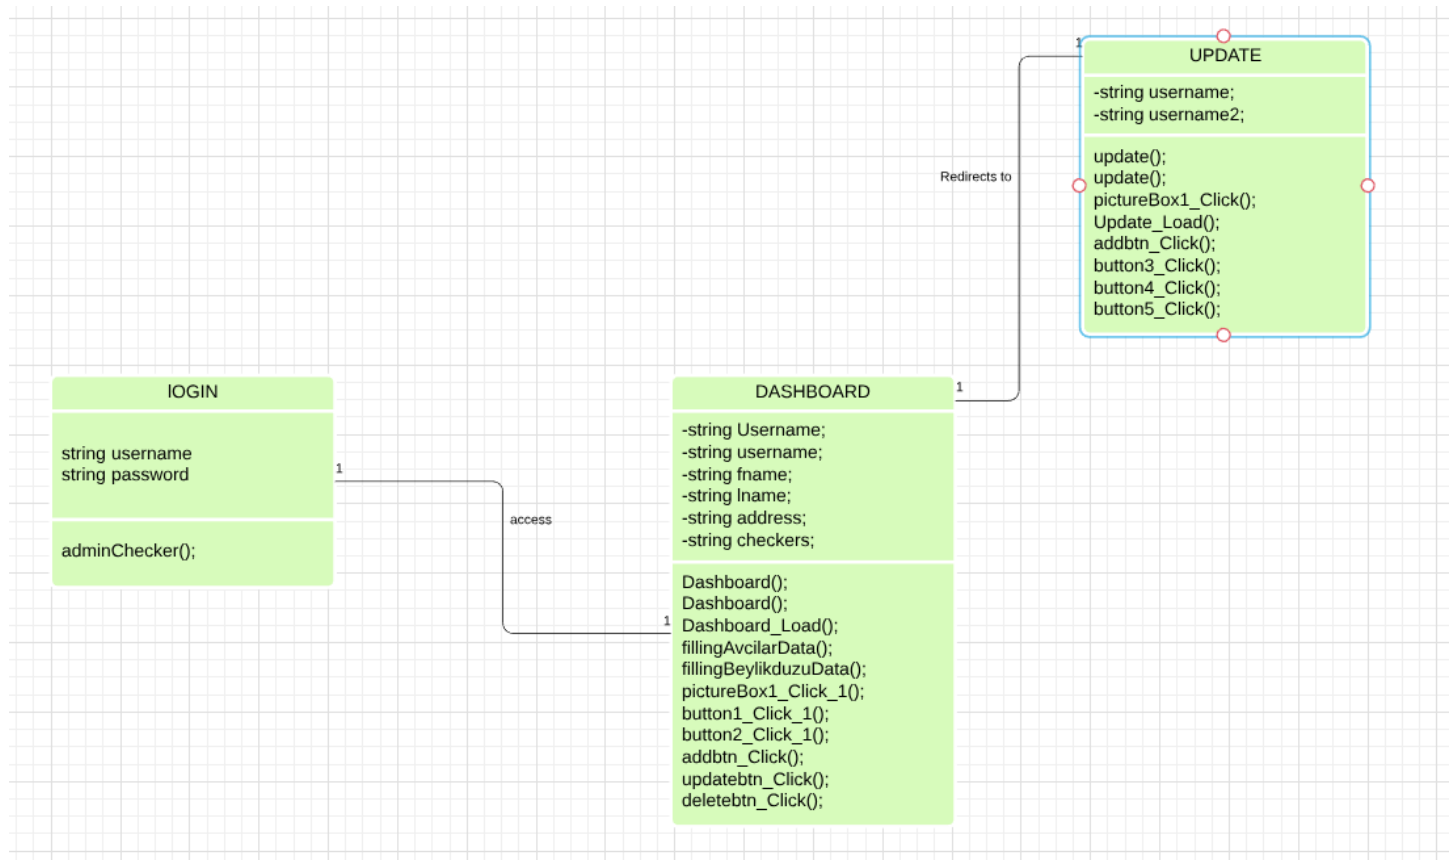 1
UPDATE
-string username;
-string username2;
update();
update();
pictureBox1_Click();
Update_Load();
addbtn_Click();
button3_Click();
button4_Click();
button5_Click();
Redirects to
1
lOGIN
string username
string password
adminChecker();
1
access
1
DASHBOARD
-string Username;
-string username;
-string fname;
-string lname;
-string address;
-string checkers;
Dashboard();
Dashboard();
Dashboard_Load();
fillingAvcilarData();
fillingBeylikduzuData();
pictureBox1_Click_1();
button1_Click_1();
button2_Click_1();
addbtn_Click();
updatebtn_Click();
deletebtn_Click();